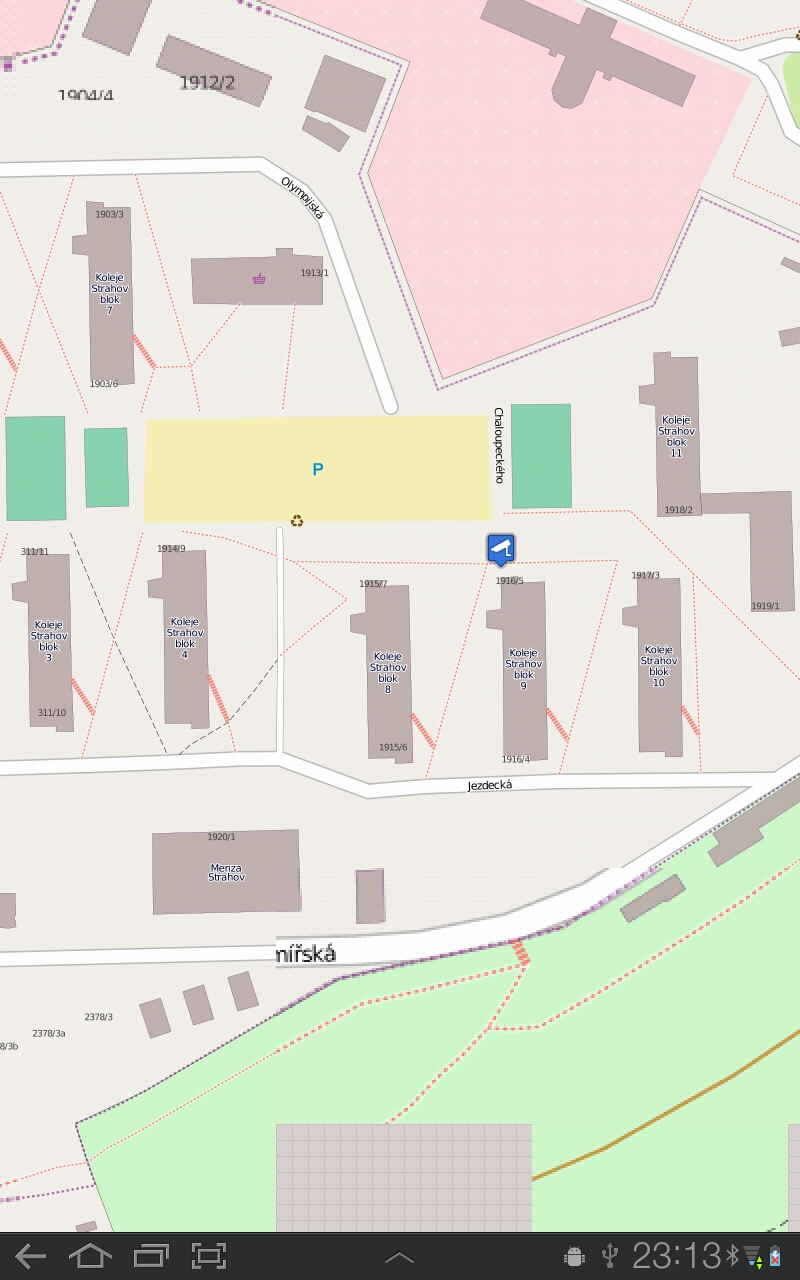 1904/4
1912/2
Olympijská
1903/3
Koleje
Strahov
blok
7
1913/1
1903/6
P
Chaloupeckého
Koleje
Strahov
blok
11
1918/2
311/11
1914/9
1915/7
1916/5
1917/3
1919/1
Koleje
Strahov
blok
3
Koleje
Strahov
blok
4
Koleje
Strahov
blok
8
Koleje
Strahov
blok
9
Koleje
Strahov
blok
10
311/10
1915/6
1916/4
Jezdecká
1920/1
Menza
Strahov
mířská
2378/3
2378/3a
8/3b
23:13